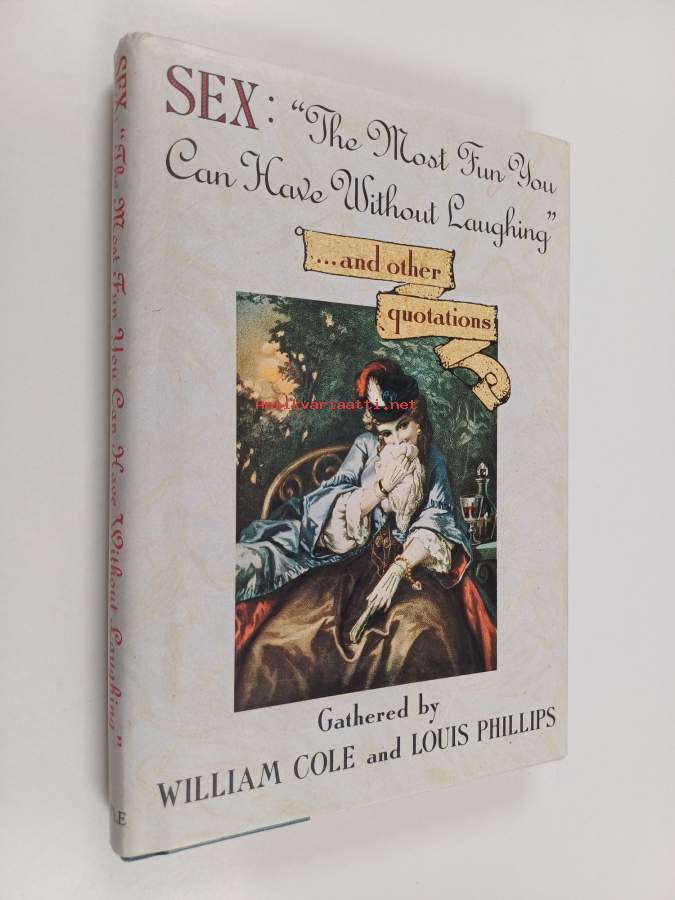 SEX: "The Most Fun You
Can Have Without Laughing"
...and other
quotations
Antikvariaatti.net
Gathered by
WILLIAM COLE and LOUIS PHILLIPS
SEX: "The Most Fun You Can Have Without Laughing"
LE